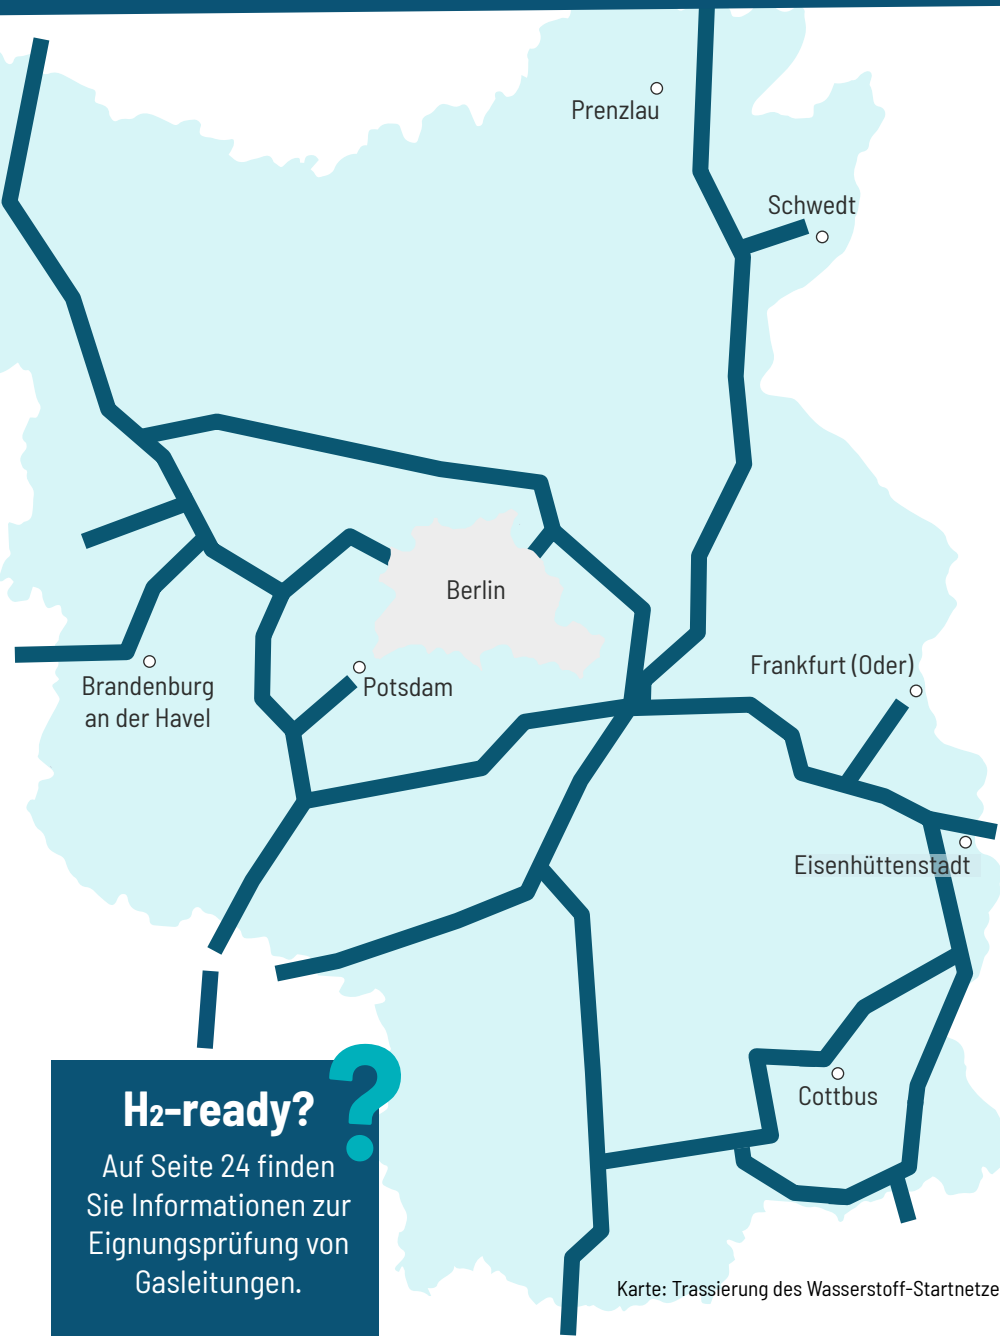 Prenzlau
Schwedt
Berlin
Frankfurt (Oder)
Brandenburg
an der Havel
Potsdam
Eisenhüttenstadt
Cottbus
H₂-ready?
?
Auf Seite 24 finden
Sie Informationen zur
Eignungsprüfung von
Gasleitungen.
Karte: Trassierung des Wasserstoff-Startnetze